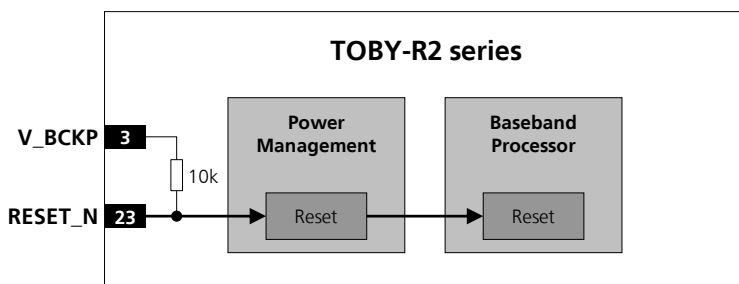 TOBY-R2 series
V_BCKP 3
Power Management
Baseband Processor
10k
RESET_N 23
Reset
Reset